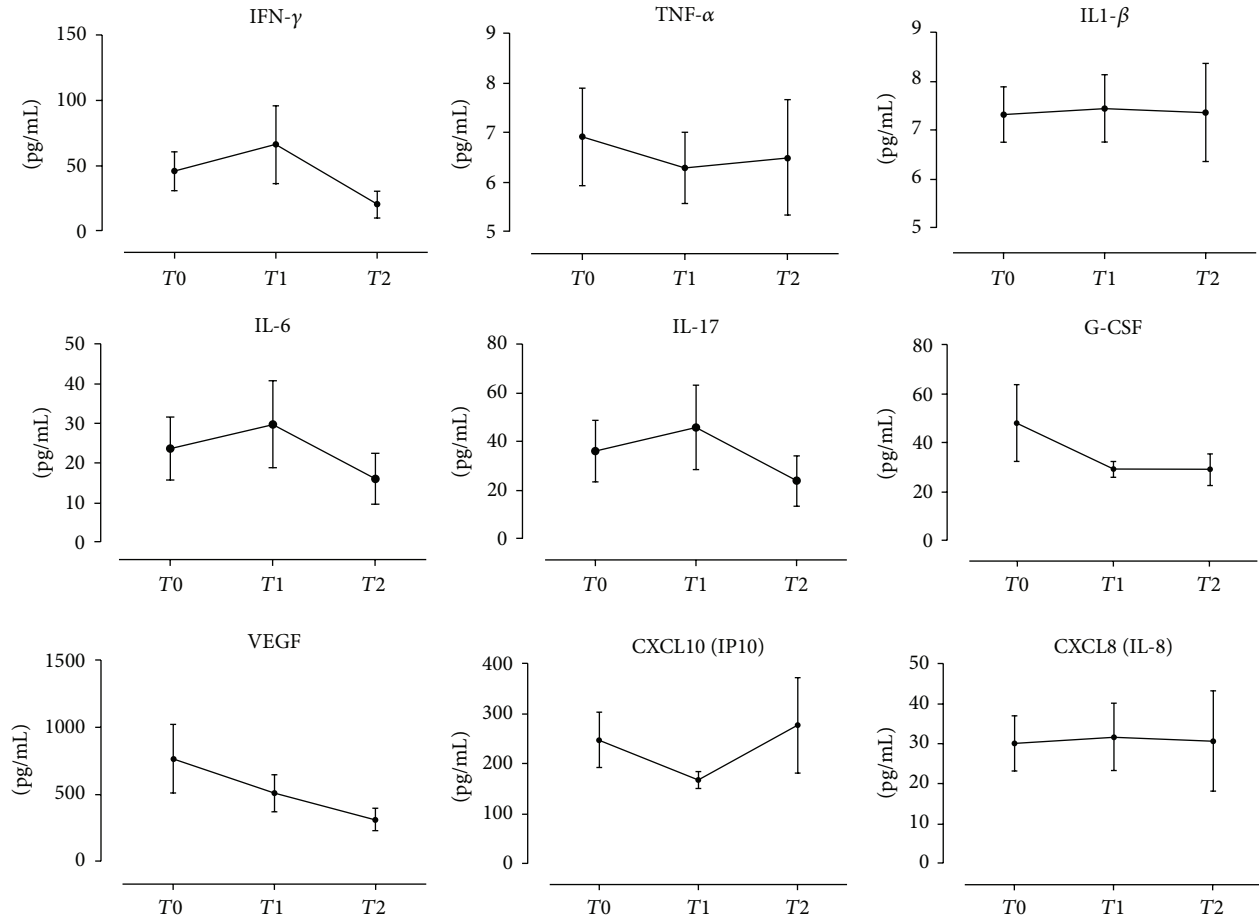 IFN-γ
(pg/mL)
150
100
50
0
T0 T1 T2
TNF-α
(pg/mL)
9
8
7
6
5
T0 T1 T2
IL1-β
(pg/mL)
9
8
7
6
5
T0 T1 T2
IL-6
(pg/mL)
50
40
30
20
10
0
T0 T1 T2
IL-17
(pg/mL)
80
60
40
20
0
T0 T1 T2
G-CSF
(pg/mL)
80
60
40
20
0
T0 T1 T2
VEGF
(pg/mL)
1500
1000
500
0
T0 T1 T2
CXCL10 (IP10)
(pg/mL)
400
300
200
100
0
T0 T1 T2
CXCL8 (IL-8)
(pg/mL)
50
40
30
20
10
0
T0 T1 T2